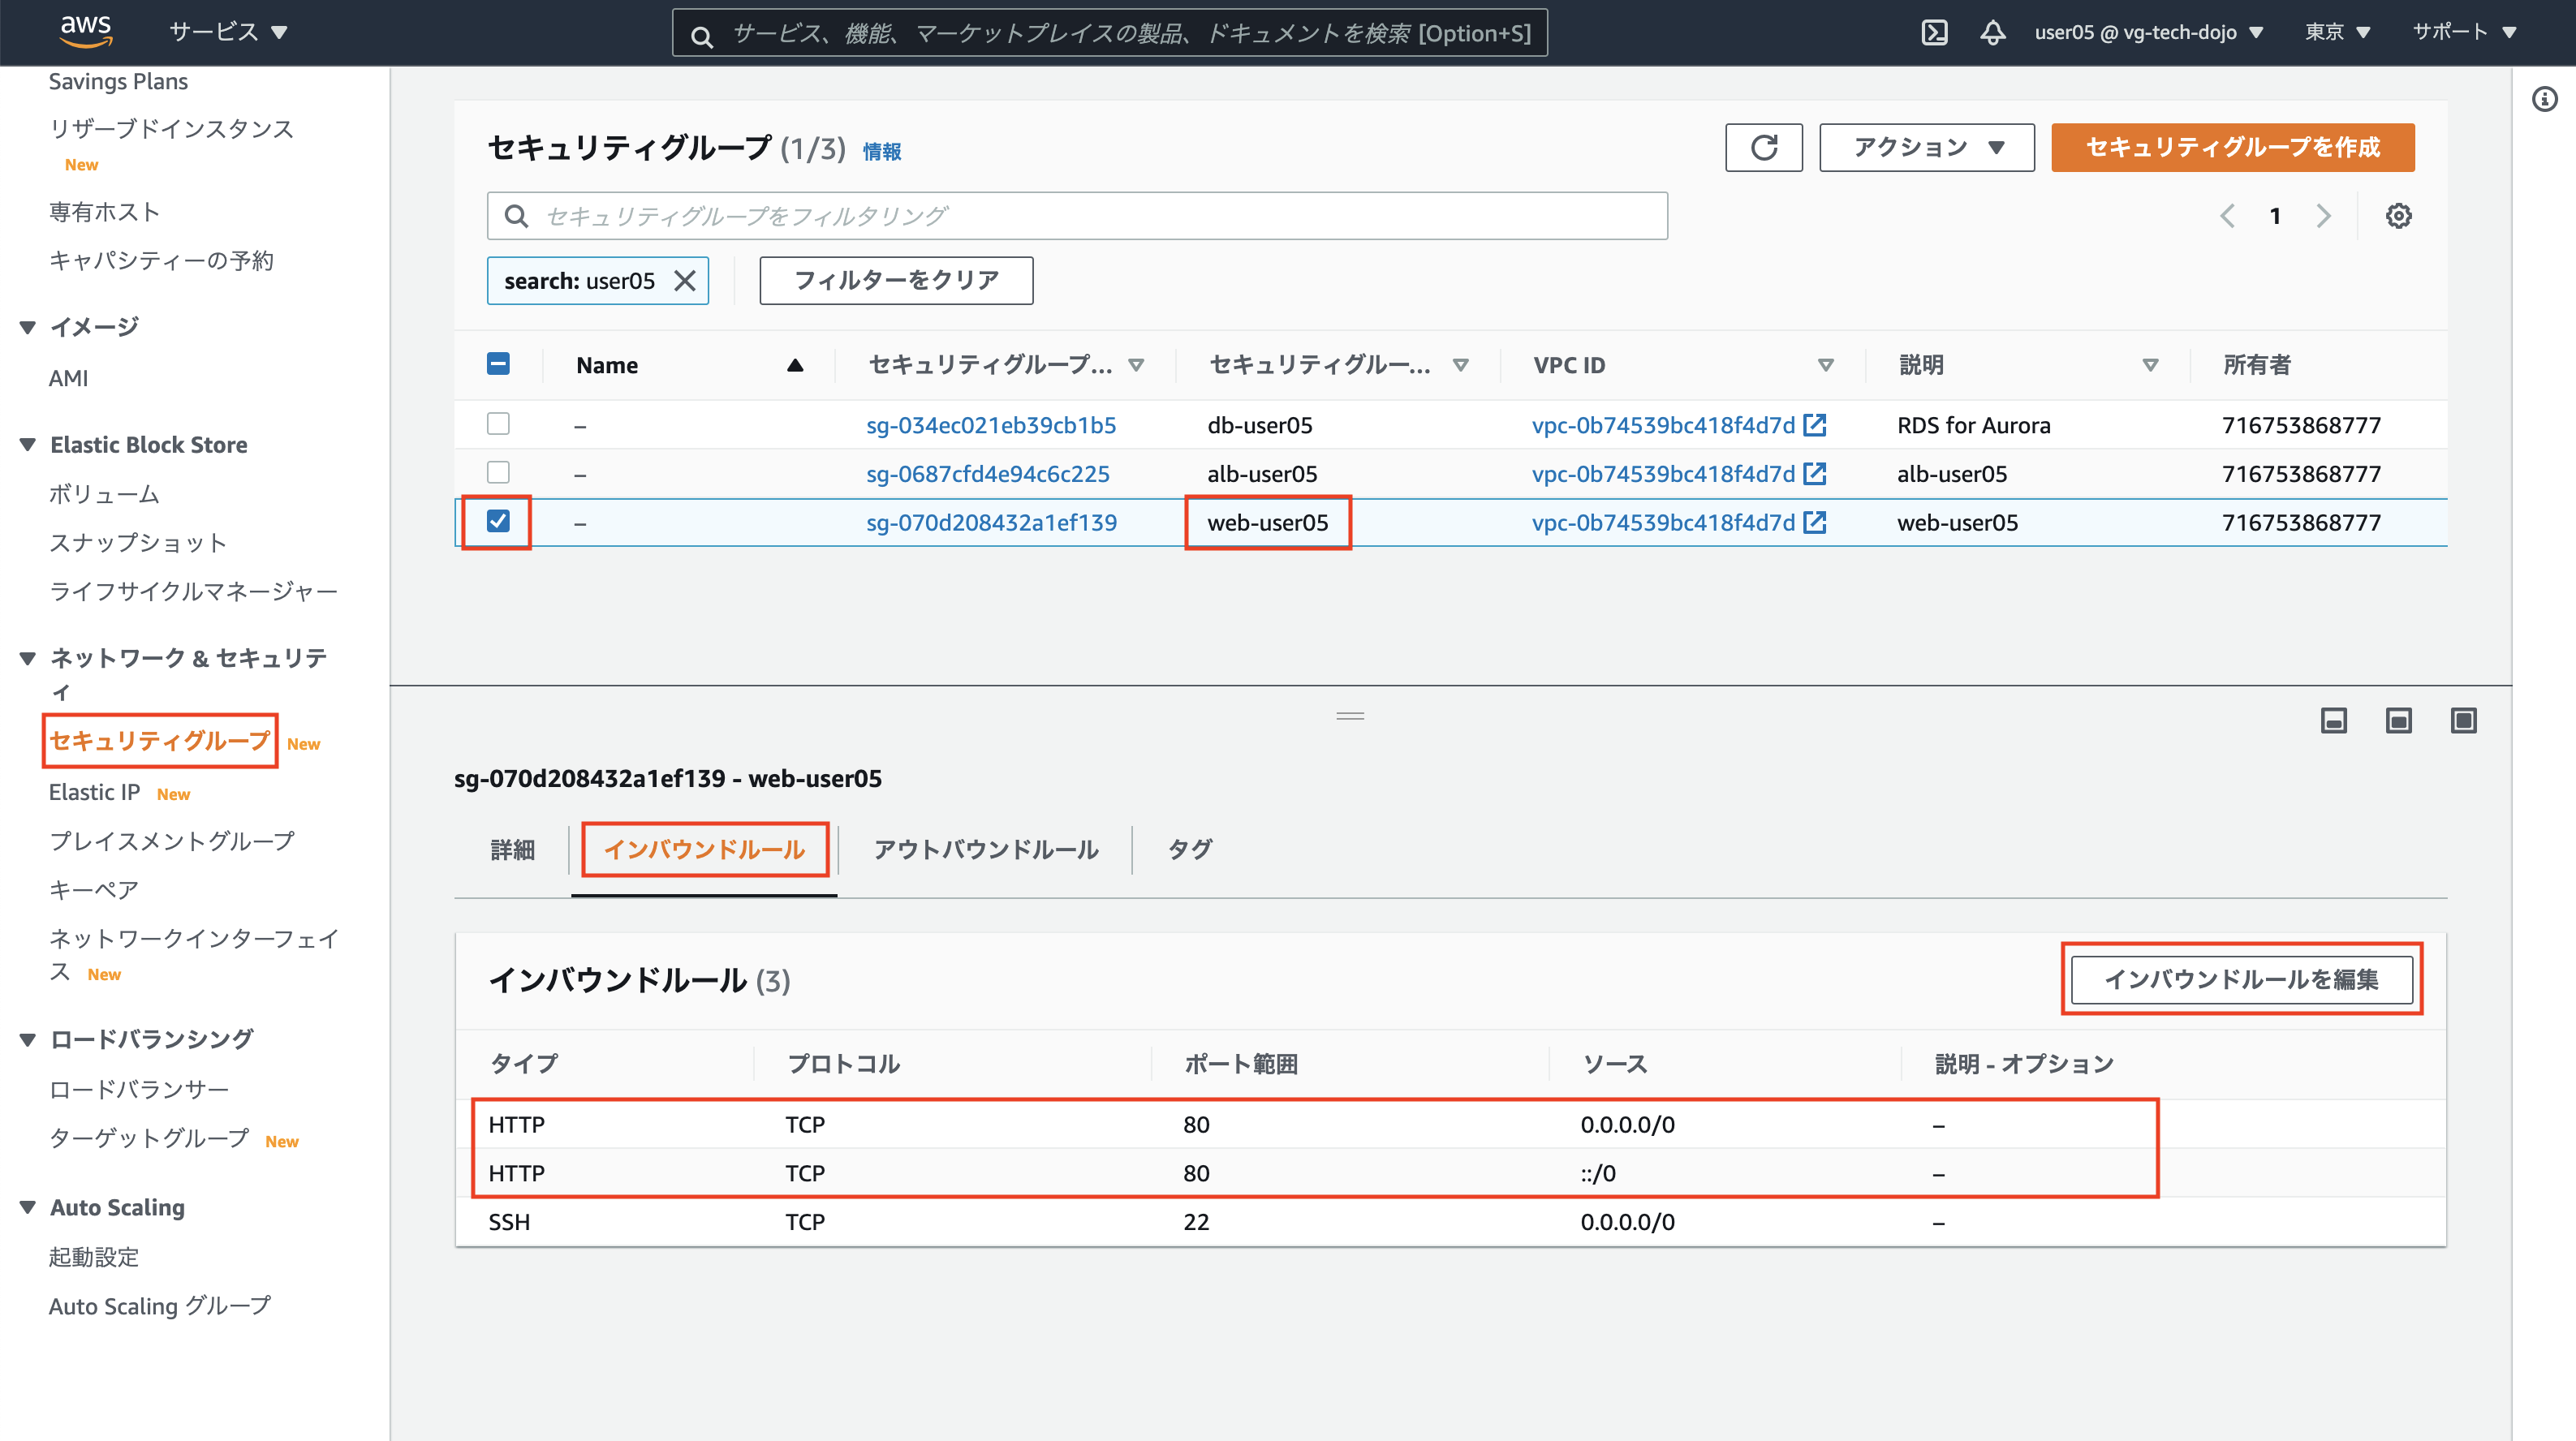 aws サービス ▼ サービス、機能、マーケットプレイスの製品、ドキュメントを検索 [Option+S] user05 @ vg-tech-dojo ▼ 東京 ▼ サポート ▼
Savings Plans
リザーブドインスタンス
New
専有ホスト
キャパシティーの予約
▼ イメージ
AMI
▼ Elastic Block Store
ボリューム
スナップショット
ライフサイクルマネージャー
▼ ネットワーク & セキュリテ
ィ
セキュリティグループ New
Elastic IP New
プレイスメントグループ
キーペア
ネットワークインターフェイ
ス New
▼ ロードバランシング
ロードバランサー
ターゲットグループ New
▼ Auto Scaling
起動設定
Auto Scaling グループ
セキュリティグループ (1/3) 情報
アクション ▼ セキュリティグループを作成
セキュリティグループをフィルタリング
1
search: user05 フィルターをクリア
Name セキュリティグループ... セキュリティグルー... VPC ID 説明 所有者
– sg-034ec021eb39cb1b5 db-user05 vpc-0b74539bc418f4d7d RDS for Aurora 716753868777
– sg-0687cfd4e94c6c225 alb-user05 vpc-0b74539bc418f4d7d alb-user05 716753868777
– sg-070d208432a1ef139 web-user05 vpc-0b74539bc418f4d7d web-user05 716753868777
sg-070d208432a1ef139 - web-user05
詳細 インバウンドルール アウトバウンドルール タグ
インバウンドルール (3) インバウンドルールを編集
タイプ プロトコル ポート範囲 ソース 説明 - オプション
HTTP TCP 80 0.0.0.0/0 –
HTTP TCP 80 ::/0 –
SSH TCP 22 0.0.0.0/0 –